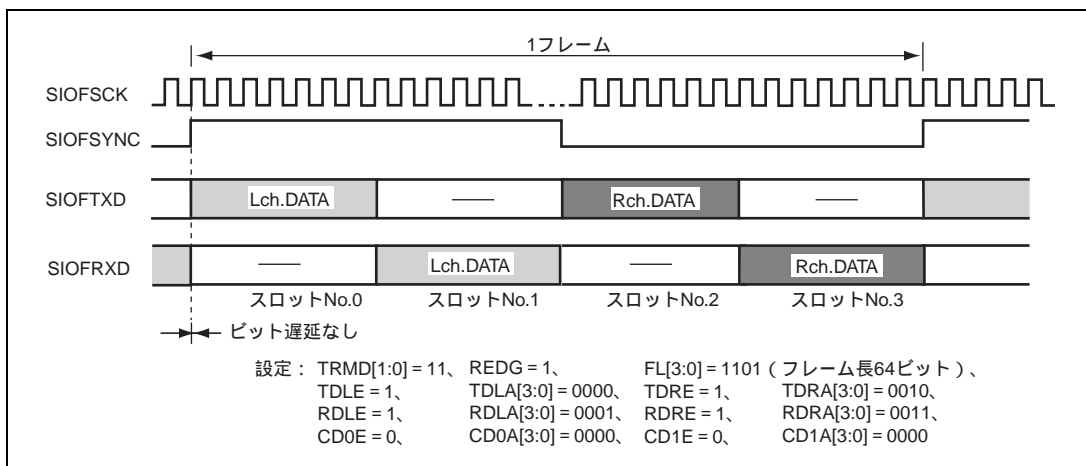 1フレーム
SIOFSCK
SIOFSYNC
SIOFTXD Lch.DATA Rch.DATA
SIOFRXD Lch.DATA Rch.DATA
スロットNo.0 スロットNo.1 スロットNo.2 スロットNo.3
ビット遅延なし
設定： TRMD[1:0] = 11、 REDG = 1、 FL[3:0] = 1101（フレーム長64ビット）、
TDLE = 1、 TDLA[3:0] = 0000、 TDRE = 1、 TDRA[3:0] = 0010、
RDLE = 1、 RDLA[3:0] = 0001、 RDRE = 1、 RDRA[3:0] = 0011、
CD0E = 0、 CD0A[3:0] = 0000、 CD1E = 0、 CD1A[3:0] = 0000